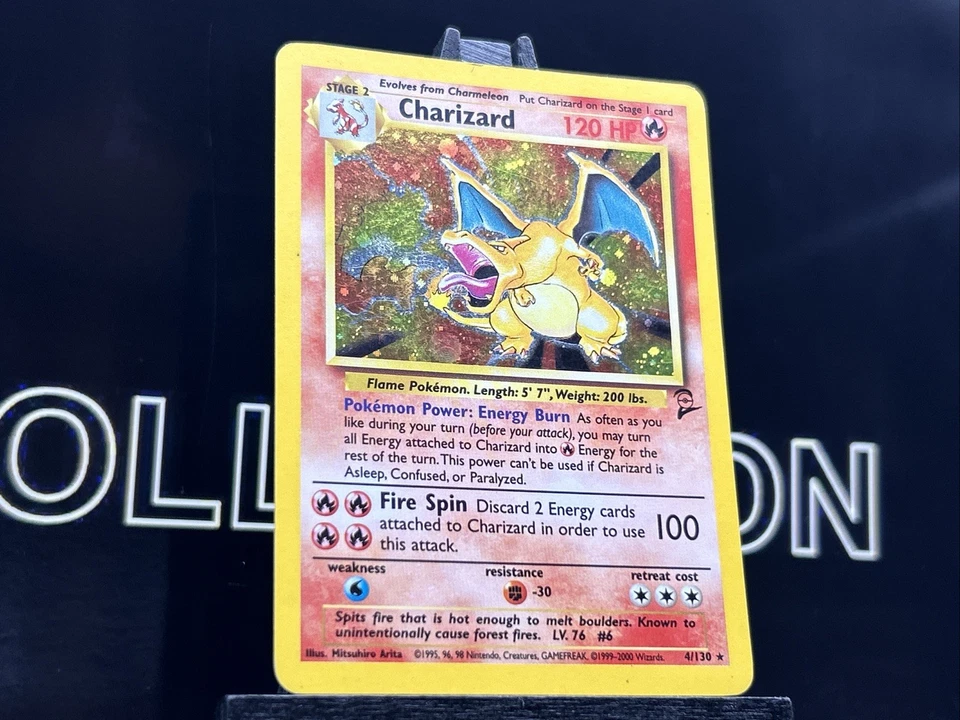 STAGE 2 Evolves from Charmeleon Put Charizard on the Stage 1 card
Charizard 120 HP
Flame Pokémon. Length: 5' 7", Weight: 200 lbs.
Pokémon Power: Energy Burn As often as you
like during your turn (before your attack), you may turn
all Energy attached to Charizard into Energy for the
rest of the turn. This power can't be used if Charizard is
Asleep, Confused, or Paralyzed.
Fire Spin Discard 2 Energy cards
attached to Charizard in order to use
this attack.
100
weakness resistance retreat cost
-30
Spits fire that is hot enough to melt boulders. Known to
unintentionally cause forest fires. LV. 76 #6
Illus. Mitsuhiro Arita ©1995, 96, 98 Nintendo, Creatures, GAMEFREAK. ©1999-2000 Wizards. 4/130 ★
OLL ON